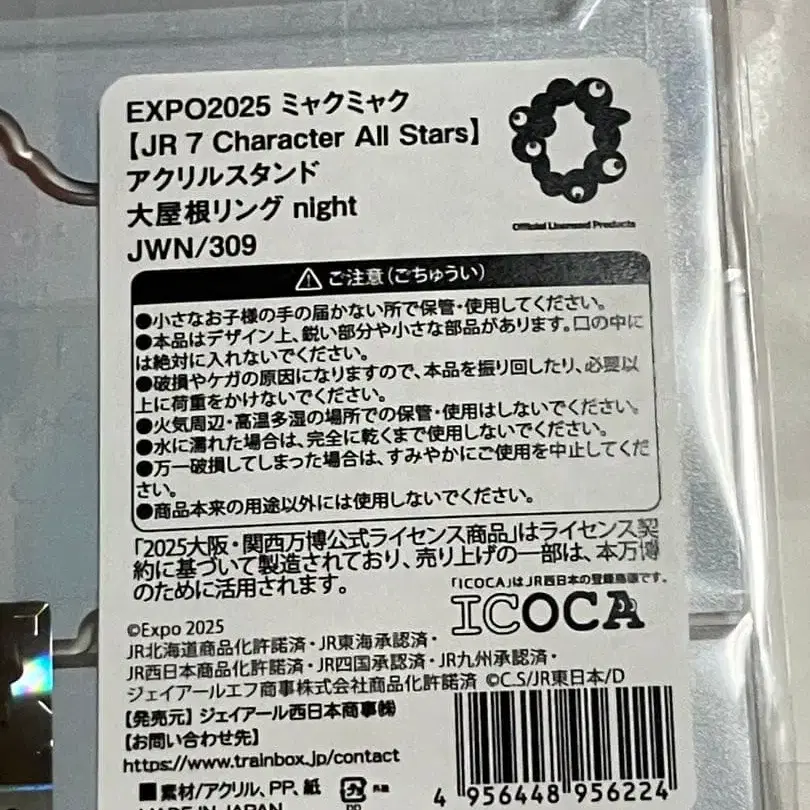 EXPO2025 ミャクミャク
【JR 7 Character All Stars】
アクリルスタンド
大屋根リング night
JWN/309
Official Licensed Products
ご注意(ごちゅうい)
●小さなお子様の手の届かない所で保管・使用してください。
●本品はデザイン上、鋭い部分や小さな部品があります。口の中に
は絶対に入れないでください。
●破損やケガの原因になりますので、本品を振り回したり、必要以
上に荷重をかけないでください。
●火気周辺・高温多湿の場所での保管・使用はしないでください。
●水に濡れた場合は、完全に乾くまで使用しないでください。
●万一破損してしまった場合は、すみやかにご使用を中止してくだ
さい。
●商品本来の用途以外には使用しないでください。
「2025大阪・関西万博公式ライセンス商品」はライセンス契
約に基づいて製造されており、売り上げの一部は、本万博
のために活用されます。
「ICOCA」はJR西日本の登録商標です。
ICOCA
©Expo 2025
JR北海道商品化許諾済・JR東海承認済・
JR西日本商品化許諾済・JR四国承認済・JR九州承認済・
ジェイアールエフ商事株式会社商品化許諾済 ©C.S/JR東日本/D
【発売元】ジェイアール西日本商事㈱
【お問い合わせ先】
https://www.trainbox.jp/contact
■素材/アクリル、PP、紙
MADE IN JAPAN
プラ
PP
4 956448 956224